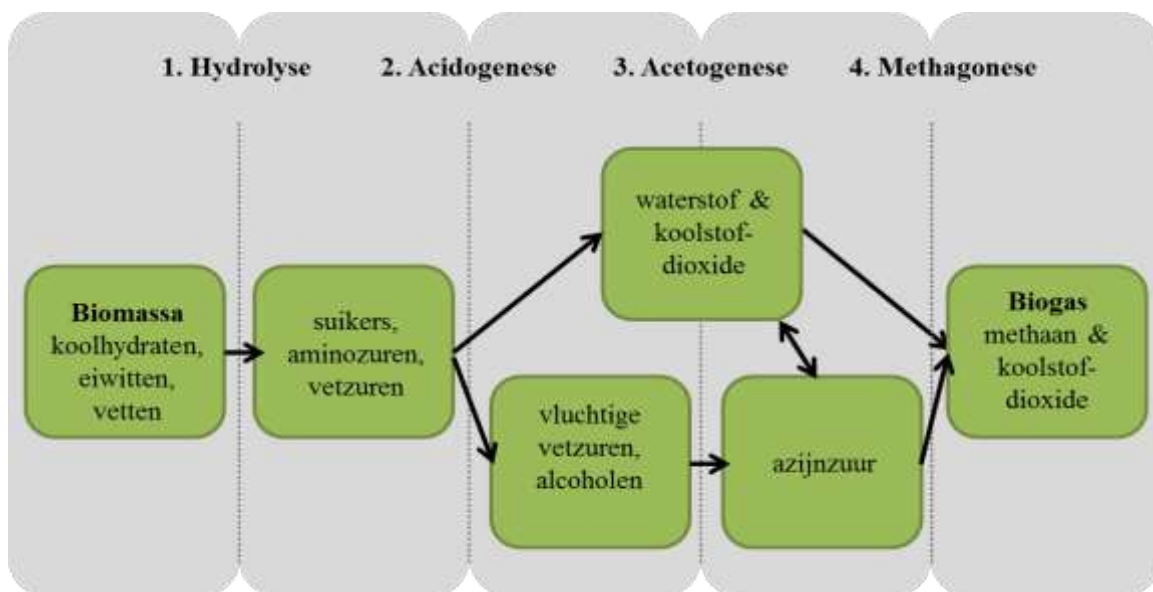 1. Hydrolyse
2. Acidogenese
3. Acetogenese
4. Methagonese
Biomassa
koolhydraten,
eiwitten,
vetten
suikers,
aminozuren,
vetzuren
waterstof &
koolstof-
dioxide
vluchtige
vetzuren,
alcoholen
azijnzuur
Biogas
methaan &
koolstof-
dioxide